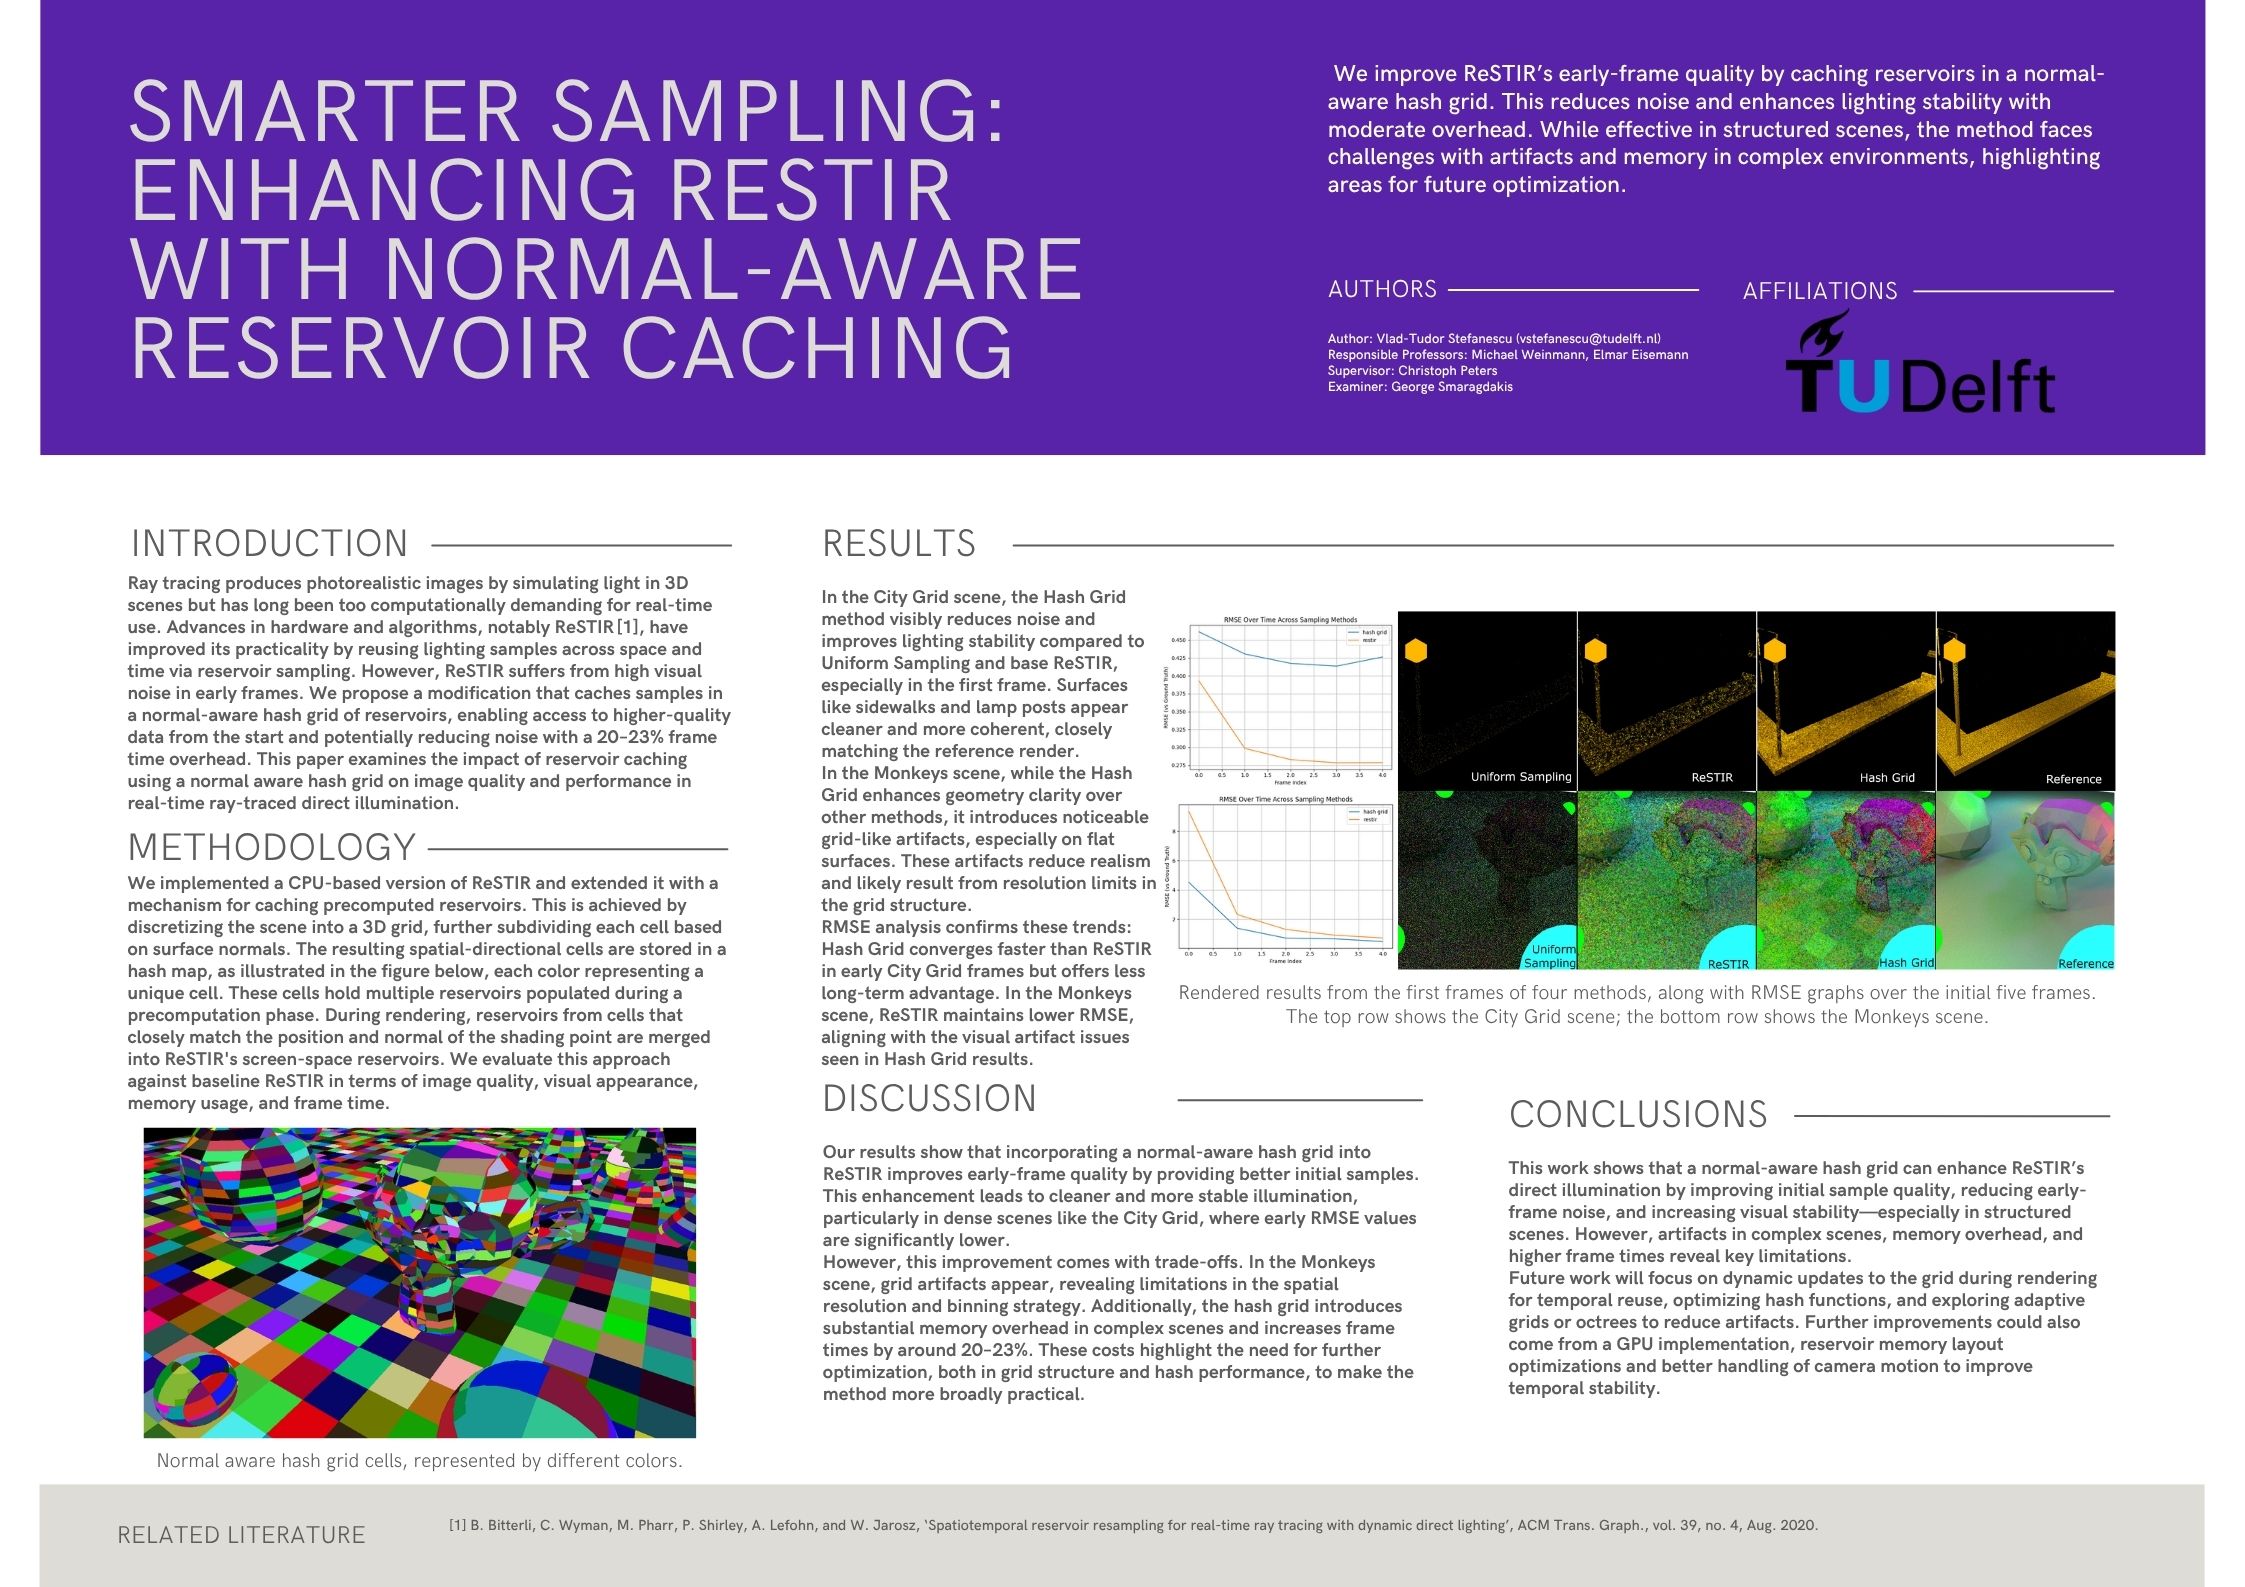 SMARTER SAMPLING:
ENHANCING RESTIR
WITH NORMAL-AWARE
RESERVOIR CACHING
We improve ReSTIR’s early-frame quality by caching reservoirs in a normal-
aware hash grid. This reduces noise and enhances lighting stability with
moderate overhead. While effective in structured scenes, the method faces
challenges with artifacts and memory in complex environments, highlighting
areas for future optimization.
AUTHORS
Author: Vlad-Tudor Stefanescu (vstefanescu@tudelft.nl)
Responsible Professors: Michael Weinmann, Elmar Eisemann
Supervisor: Christoph Peters
Examiner: George Smaragdakis
AFFILIATIONS
TU Delft
INTRODUCTION
Ray tracing produces photorealistic images by simulating light in 3D
scenes but has long been too computationally demanding for real-time
use. Advances in hardware and algorithms, notably ReSTIR[1], have
improved its practicality by reusing lighting samples across space and
time via reservoir sampling. However, ReSTIR suffers from high visual
noise in early frames. We propose a modification that caches samples in
a normal-aware hash grid of reservoirs, enabling access to higher-quality
data from the start and potentially reducing noise with a 20–23% frame
time overhead. This paper examines the impact of reservoir caching
using a normal aware hash grid on image quality and performance in
real-time ray-traced direct illumination.
METHODOLOGY
We implemented a CPU-based version of ReSTIR and extended it with a
mechanism for caching precomputed reservoirs. This is achieved by
discretizing the scene into a 3D grid, further subdividing each cell based
on surface normals. The resulting spatial-directional cells are stored in a
hash map, as illustrated in the figure below, each color representing a
unique cell. These cells hold multiple reservoirs populated during a
precomputation phase. During rendering, reservoirs from cells that
closely match the position and normal of the shading point are merged
into ReSTIR's screen-space reservoirs. We evaluate this approach
against baseline ReSTIR in terms of image quality, visual appearance,
memory usage, and frame time.
Normal aware hash grid cells, represented by different colors.
RESULTS
In the City Grid scene, the Hash Grid
method visibly reduces noise and
improves lighting stability compared to
Uniform Sampling and base ReSTIR,
especially in the first frame. Surfaces
like sidewalks and lamp posts appear
cleaner and more coherent, closely
matching the reference render.
In the Monkeys scene, while the Hash
Grid enhances geometry clarity over
other methods, it introduces noticeable
grid-like artifacts, especially on flat
surfaces. These artifacts reduce realism
and likely result from resolution limits in
the grid structure.
RMSE analysis confirms these trends:
Hash Grid converges faster than ReSTIR
in early City Grid frames but offers less
long-term advantage. In the Monkeys
scene, ReSTIR maintains lower RMSE,
aligning with the visual artifact issues
seen in Hash Grid results.
RMSE Over Time Across Sampling Methods
hash grid
restir
RMSE (vs Ground Truth)
0.450
0.425
0.400
0.375
0.350
0.325
0.300
0.275
0.0 0.5 1.0 1.5 2.0 2.5 3.0 3.5 4.0
Frame Index
RMSE Over Time Across Sampling Methods
hash grid
restir
RMSE (vs Ground Truth)
8
6
4
2
0.0 0.5 1.0 1.5 2.0 2.5 3.0 3.5 4.0
Frame Index
Uniform Sampling
ReSTIR
Hash Grid
Reference
Uniform
Sampling
ReSTIR
Hash Grid
Reference
Rendered results from the first frames of four methods, along with RMSE graphs over the initial five frames.
The top row shows the City Grid scene; the bottom row shows the Monkeys scene.
DISCUSSION
Our results show that incorporating a normal-aware hash grid into
ReSTIR improves early-frame quality by providing better initial samples.
This enhancement leads to cleaner and more stable illumination,
particularly in dense scenes like the City Grid, where early RMSE values
are significantly lower.
However, this improvement comes with trade-offs. In the Monkeys
scene, grid artifacts appear, revealing limitations in the spatial
resolution and binning strategy. Additionally, the hash grid introduces
substantial memory overhead in complex scenes and increases frame
times by around 20–23%. These costs highlight the need for further
optimization, both in grid structure and hash performance, to make the
method more broadly practical.
CONCLUSIONS
This work shows that a normal-aware hash grid can enhance ReSTIR’s
direct illumination by improving initial sample quality, reducing early-
frame noise, and increasing visual stability—especially in structured
scenes. However, artifacts in complex scenes, memory overhead, and
higher frame times reveal key limitations.
Future work will focus on dynamic updates to the grid during rendering
for temporal reuse, optimizing hash functions, and exploring adaptive
grids or octrees to reduce artifacts. Further improvements could also
come from a GPU implementation, reservoir memory layout
optimizations and better handling of camera motion to improve
temporal stability.
RELATED LITERATURE
[1] B. Bitterli, C. Wyman, M. Pharr, P. Shirley, A. Lefohn, and W. Jarosz, ‘Spatiotemporal reservoir resampling for real-time ray tracing with dynamic direct lighting’, ACM Trans. Graph., vol. 39, no. 4, Aug. 2020.